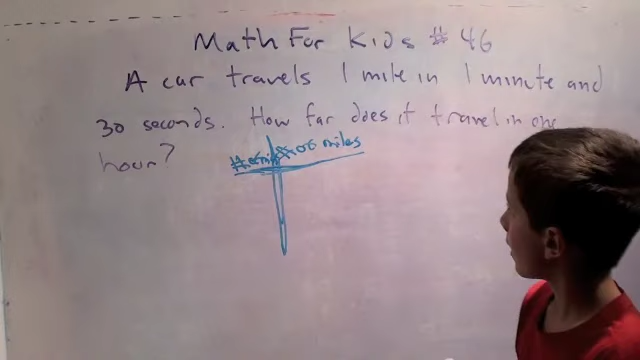 Math For Kids # 46
A car travels 1 mile in 1 minute and
30 seconds. How far does it travel in one
hour?
# of miles